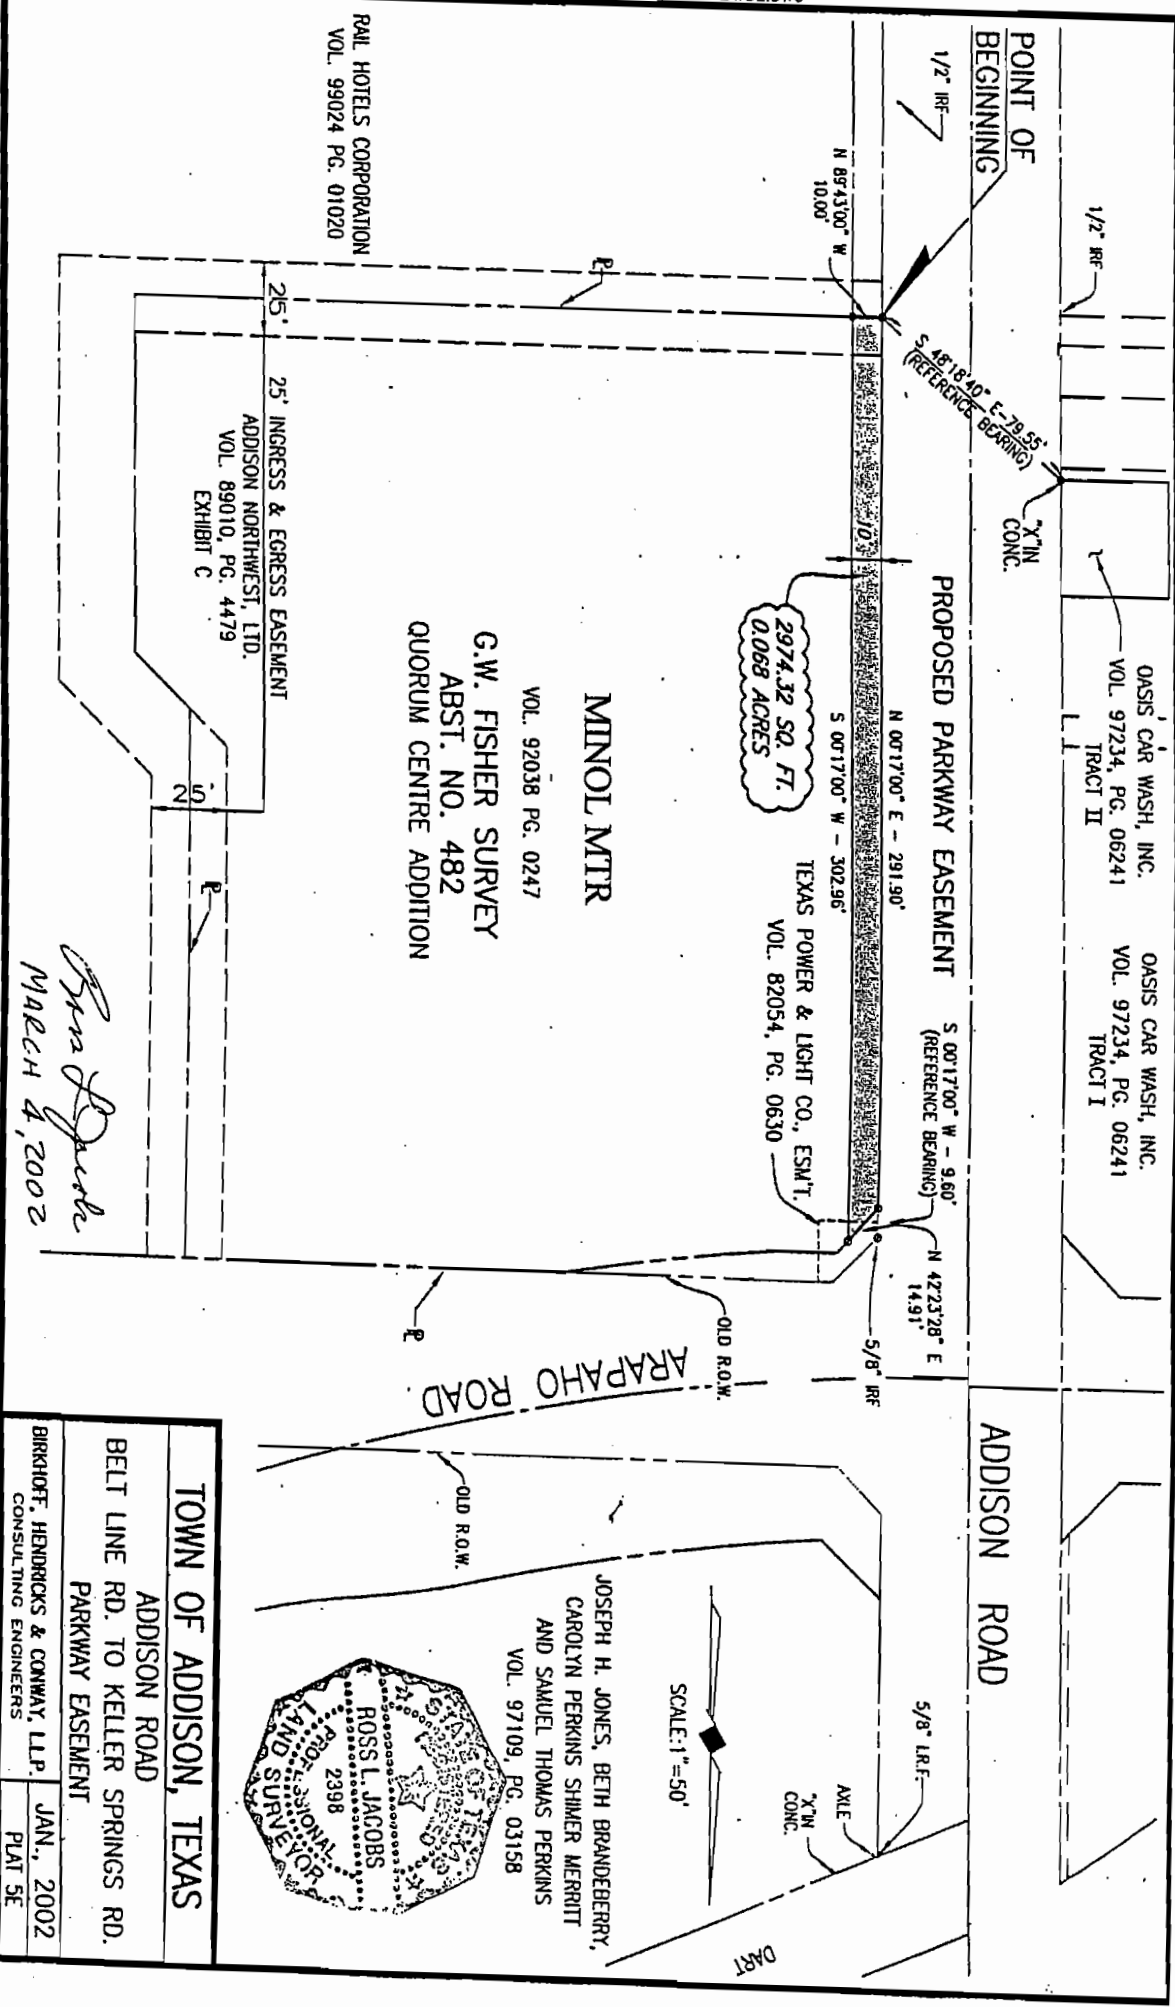 POINT OF
BEGINNING
1/2" IRF
1/2" IRF
N 89°43'00" W
10.00'
S 48°18'40" E-79.55'
(REFERENCE BEARING)
"X" IN
CONC.
OASIS CAR WASH, INC.
VOL. 97234, PG. 06241
TRACT II
OASIS CAR WASH, INC.
VOL. 97234, PG. 06241
TRACT I
PROPOSED PARKWAY EASEMENT
N 00°17'00" E - 291.90'
10'
S 00°17'00" W - 302.96'
2974.32 SQ. FT.
0.068 ACRES
S 00°17'00" W - 9.60'
(REFERENCE BEARING)
N 42°23'28" E
14.91'
5/8" IRF
TEXAS POWER & LIGHT CO., ESM'T.
VOL. 82054, PG. 0630
RAIL HOTELS CORPORATION
VOL. 99024 PG. 01020
MINOL MTR
VOL. 92038 PG. 0247
G.W. FISHER SURVEY
ABST. NO. 482
QUORUM CENTRE ADDITION
25'
25' INGRESS & EGRESS EASEMENT
ADDISON NORTHWEST, LTD.
VOL. 89010, PG. 4479
EXHIBIT C
25'
OLD R.O.W.
ARAPAHO ROAD
OLD R.O.W.
ADDISON ROAD
5/8" I.R.F.
AXLE
"X" IN
CONC.
DART
SCALE: 1"=50'
JOSEPH H. JONES, BETH BRANDEBERRY,
CAROLYN PERKINS SHIMER MERRITT
AND SAMUEL THOMAS PERKINS
VOL. 97109, PG. 03158
STATE OF TEXAS
ROSS L. JACOBS
2398
PROFESSIONAL
LAND SURVEYOR
MARCH 4, 2002
TOWN OF ADDISON, TEXAS
ADDISON ROAD
BELT LINE RD. TO KELLER SPRINGS RD.
PARKWAY EASEMENT
BIRKHOFF, HENDRICKS & CONWAY, L.L.P.
CONSULTING ENGINEERS
JAN., 2002
PLAT 5E